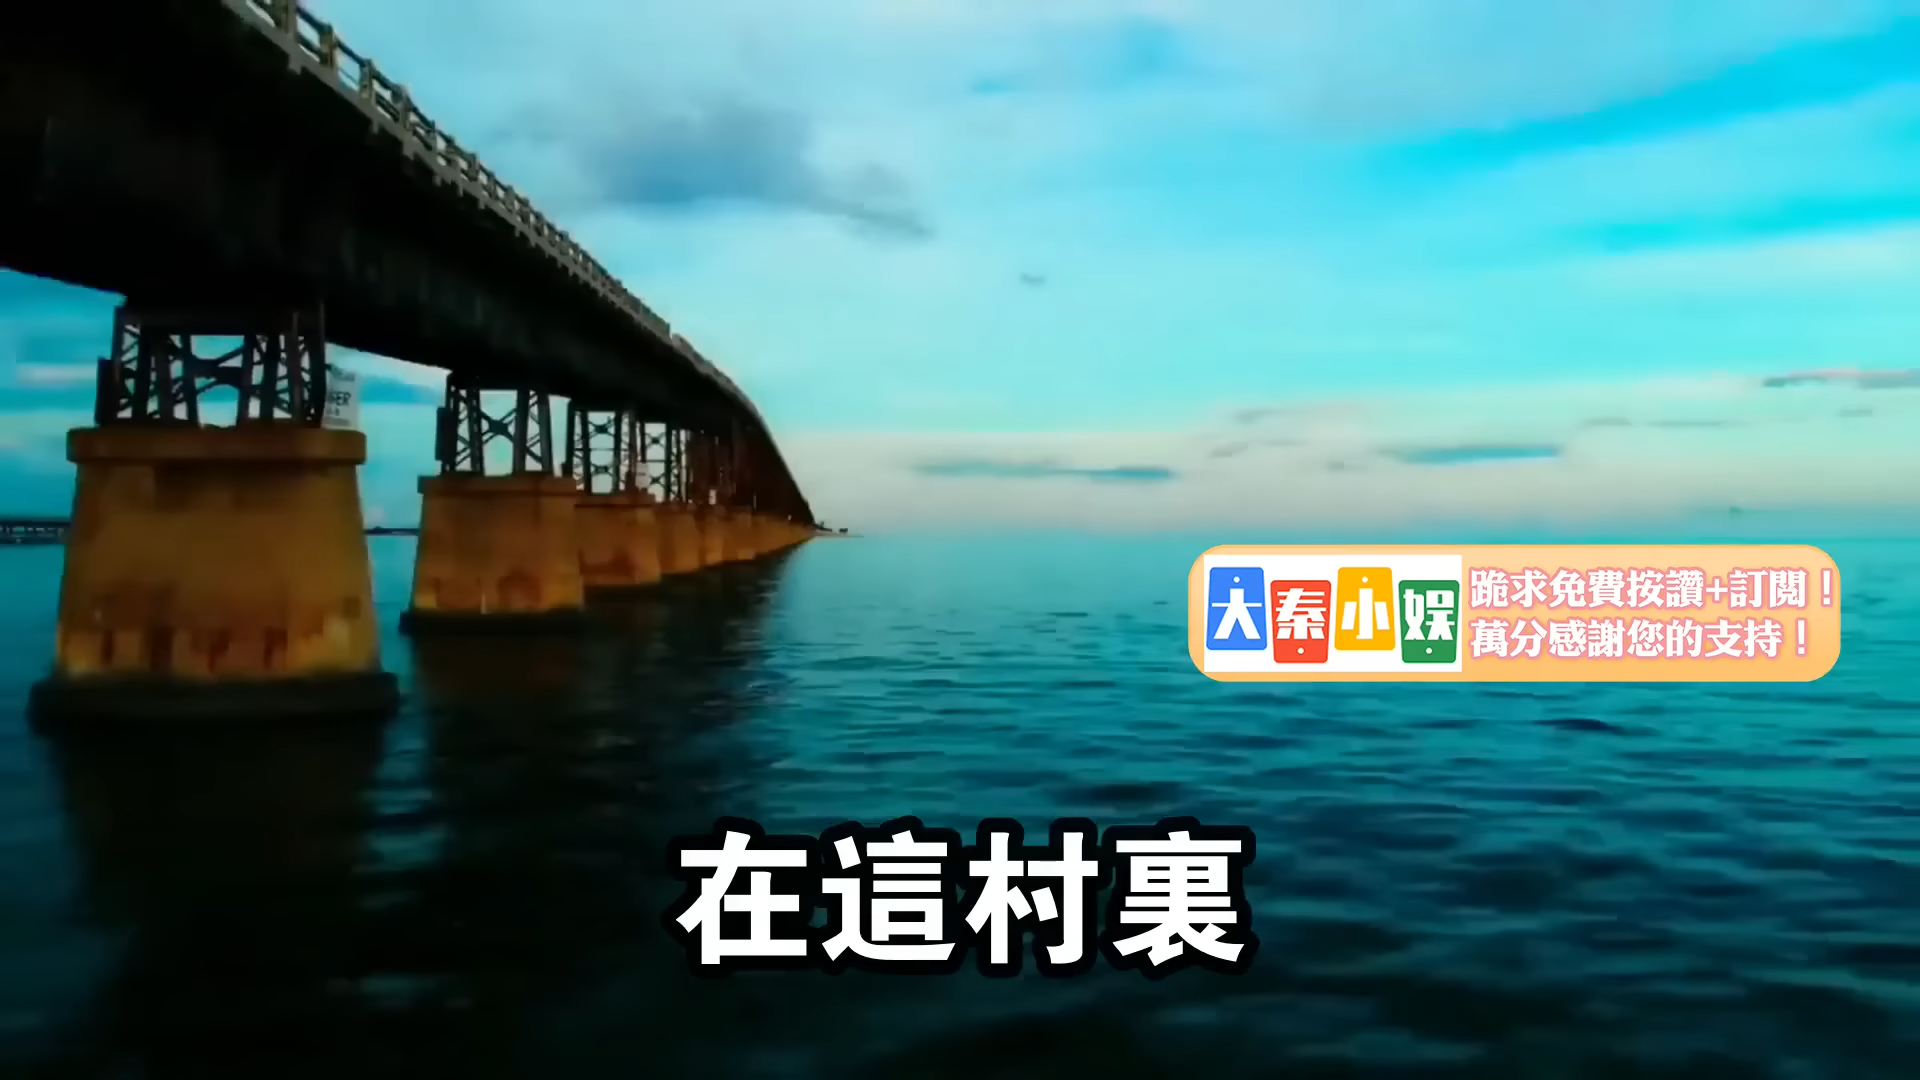 大秦小娱
跪求免費按讚+訂閱！
萬分感謝您的支持！
在這村裏